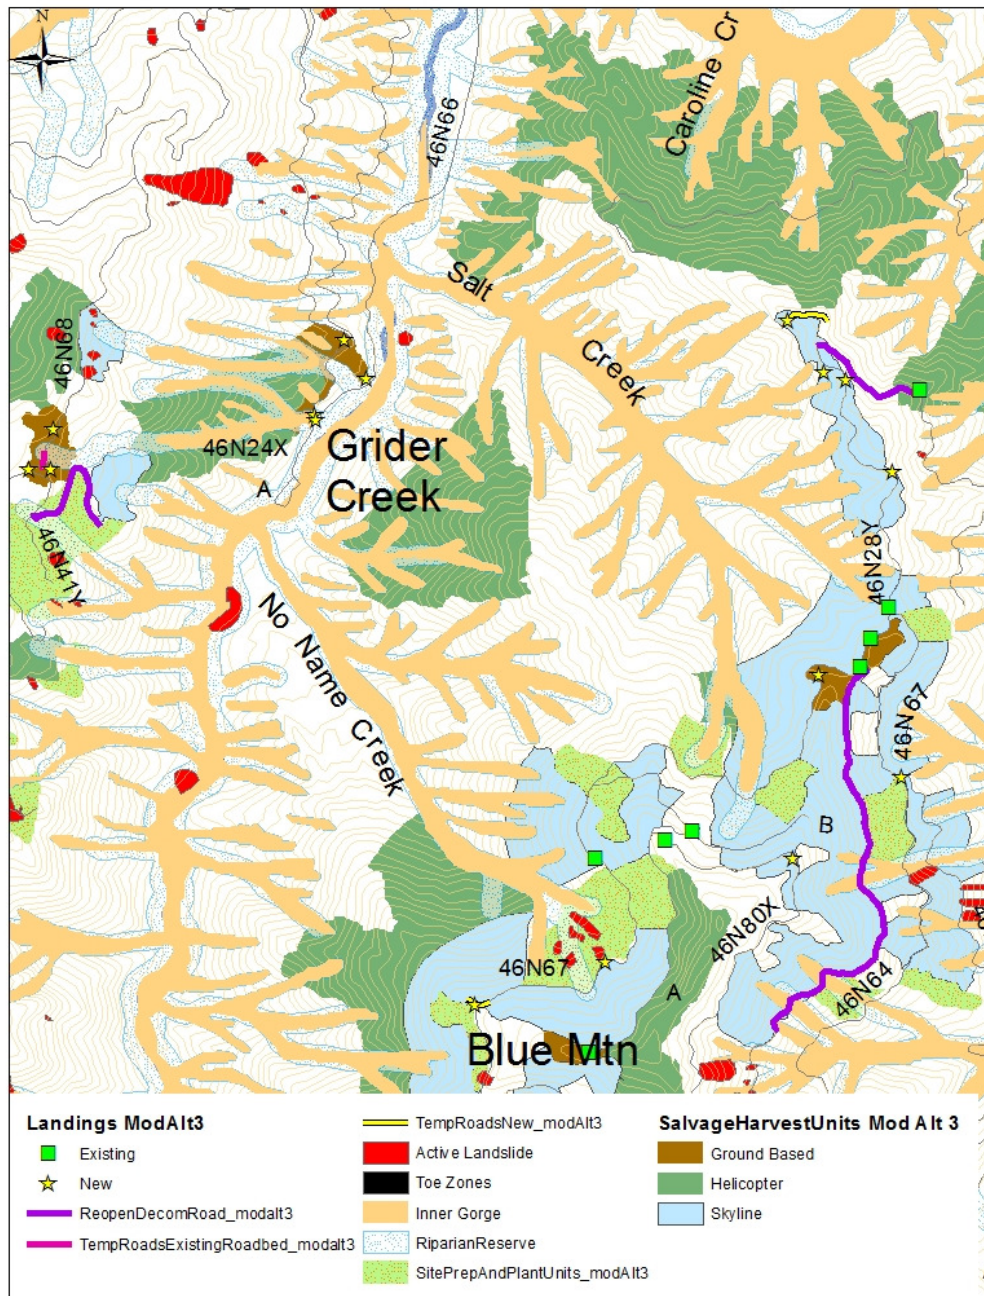 N
Caroline Cr
46N66
Salt
Creek
46N68
46N24X
Grider
Creek
A
46N28Y
46N41Y
No Name Creek
46N67
B
46N80X
46N67
A
46N64
Blue Mtn
Landings ModAlt3
Existing
New
ReopenDecomRoad_modalt3
TempRoadsExistingRoadbed_modalt3
TempRoadsNew_modAlt3
Active Landslide
Toe Zones
Inner Gorge
RiparianReserve
SitePrepAndPlantUnits_modAlt3
SalvageHarvestUnits Mod Alt 3
Ground Based
Helicopter
Skyline